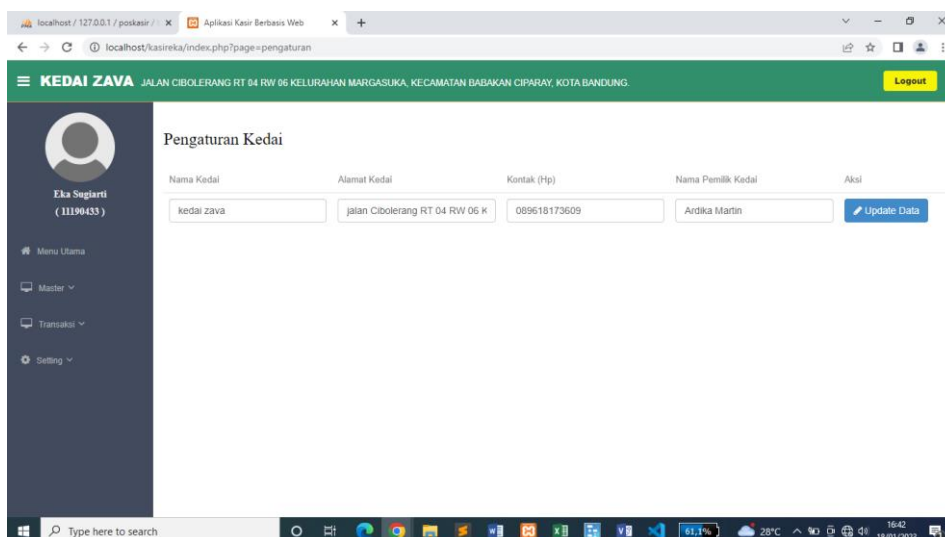 localhost / 127.0.0.1 / poskasir /
Aplikasi Kasir Berbasis Web
localhost/kasireka/index.php?page=pengaturan
KEDAI ZAVA JALAN CIBOLERANG RT 04 RW 06 KELURAHAN MARGASUKA, KECAMATAN BABAKAN CIPARAY, KOTA BANDUNG.
Logout
Eka Sugiarti
( 11190433 )
Menu Utama
Master
Transaksi
Setting
Pengaturan Kedai
Nama Kedai Alamat Kedai Kontak (Hp) Nama Pemilik Kedai Aksi
kedai zava jalan Cibolerang RT 04 RW 06 K 089618173609 Ardika Martin Update Data
Type here to search
61,1%
28°C
16:42